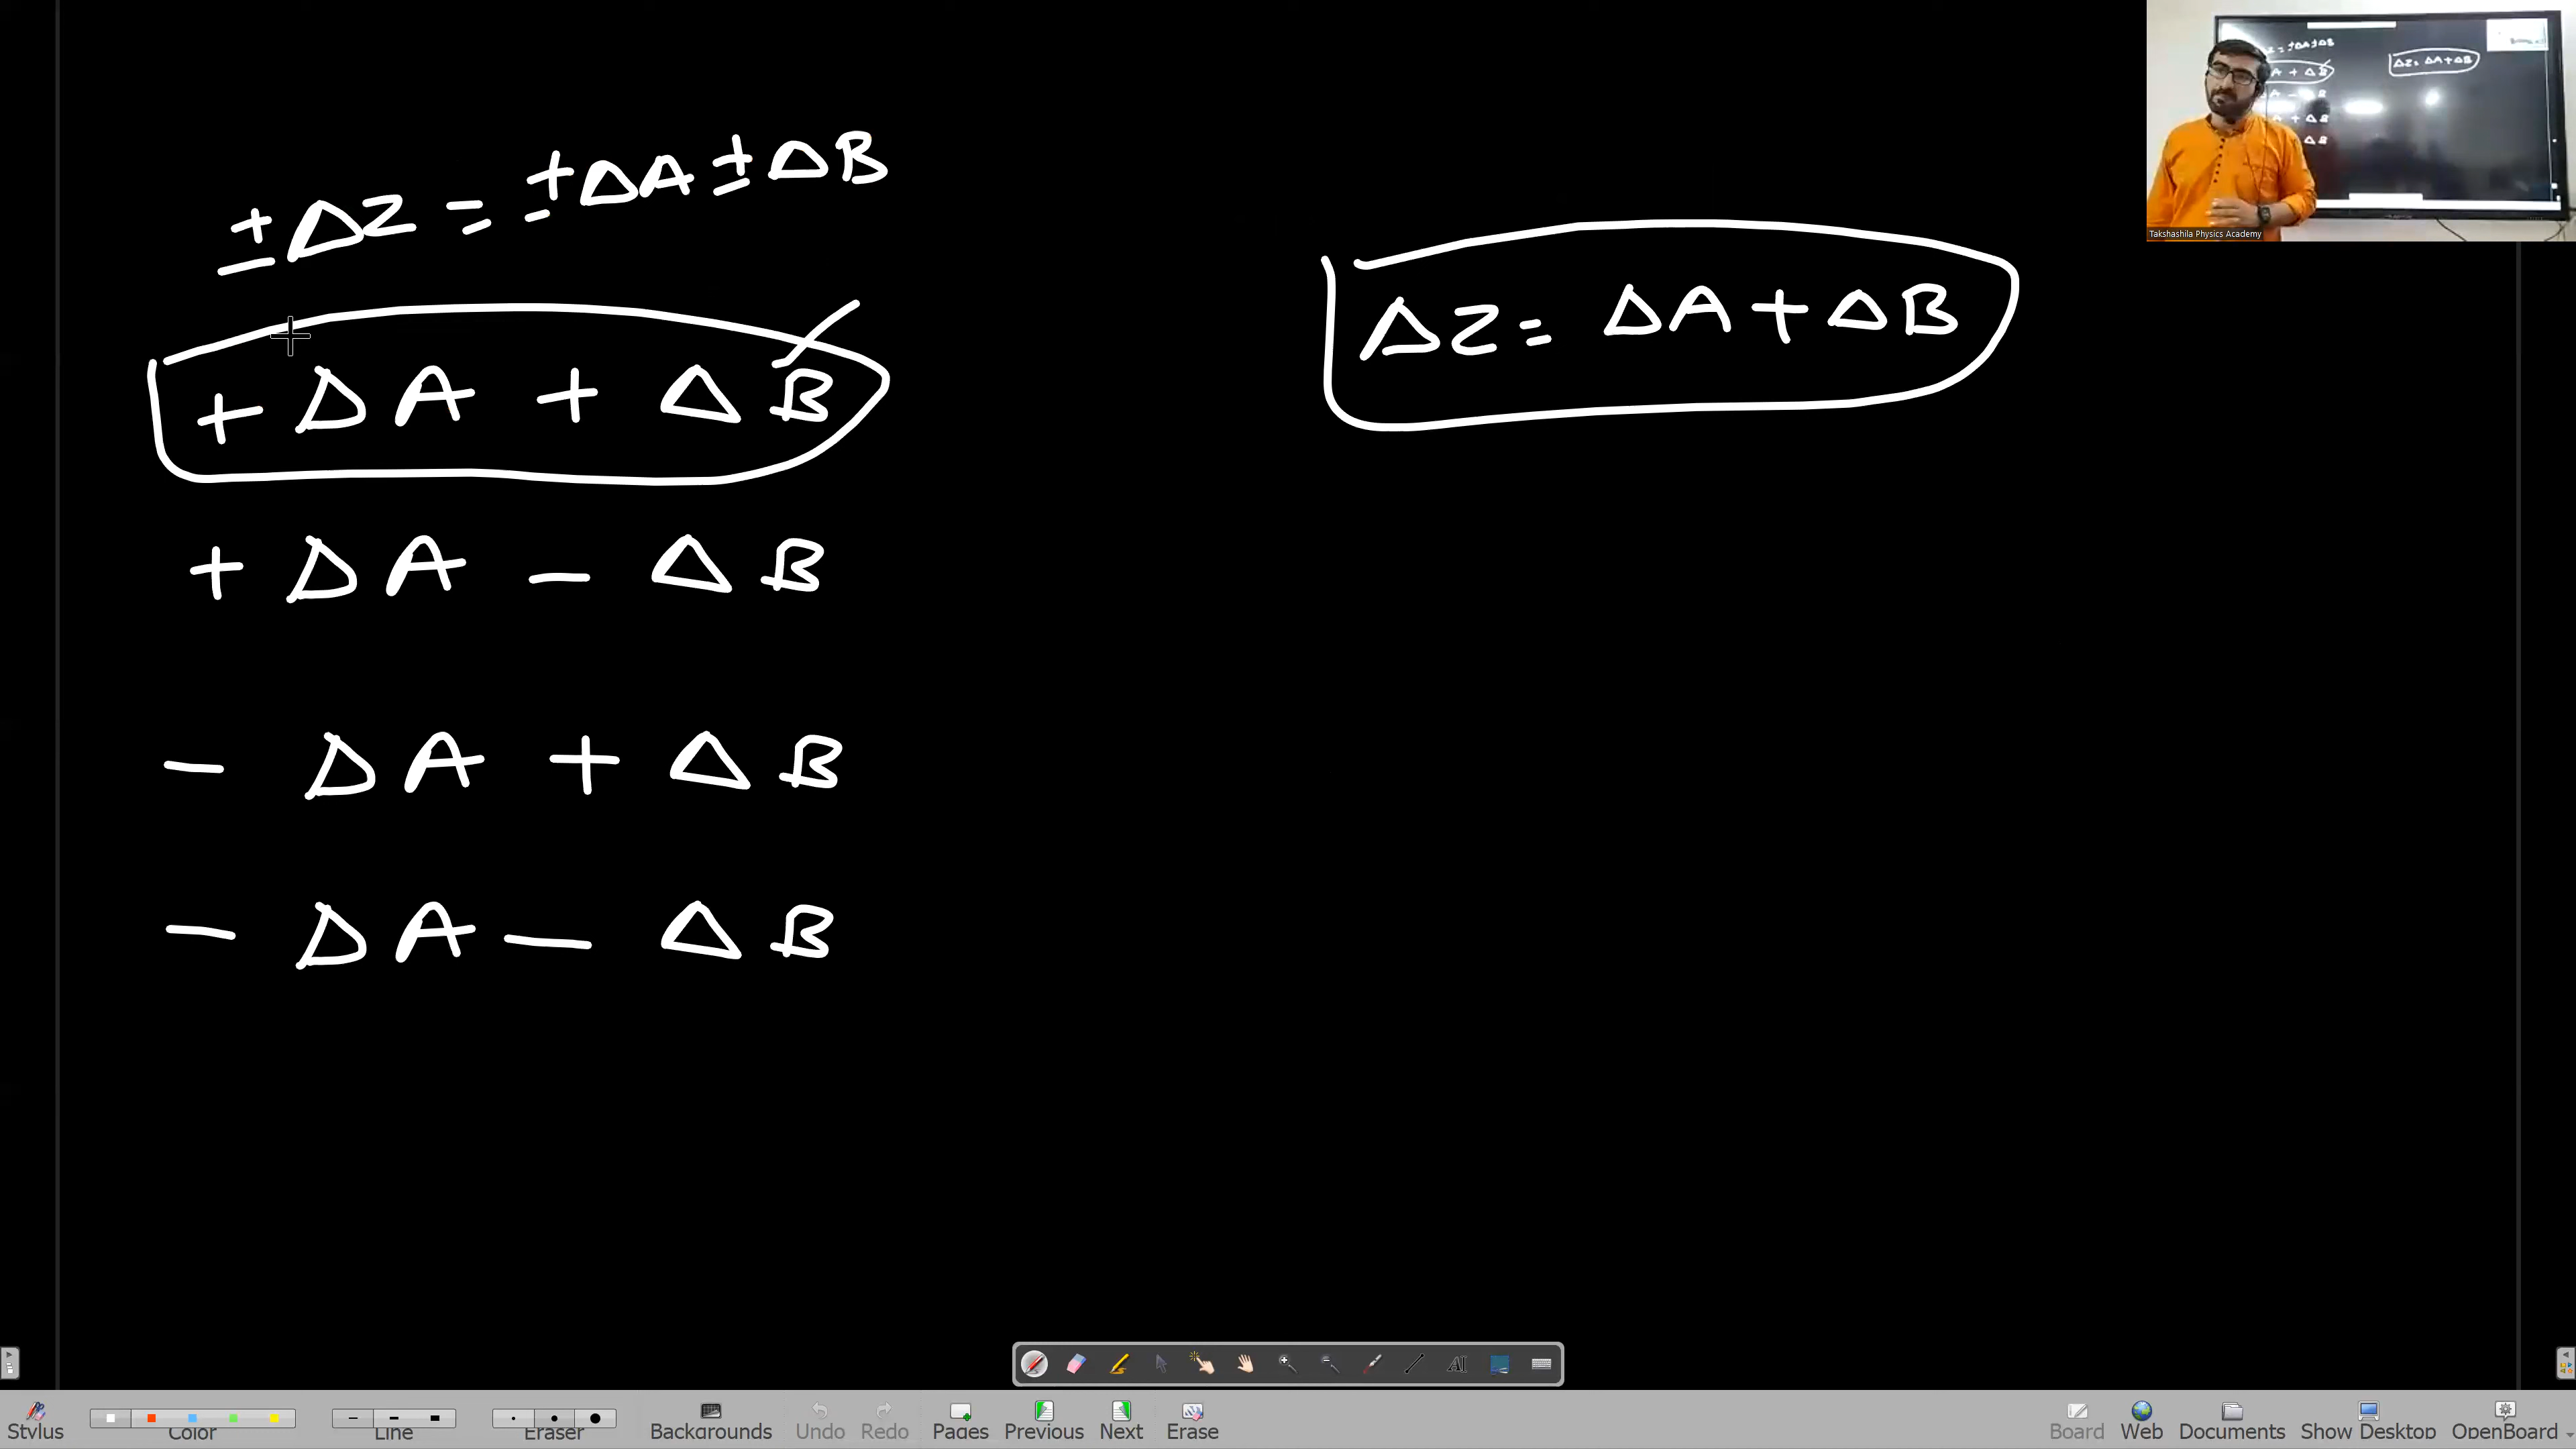 ± ΔZ = ± ΔA ± ΔB
+ ΔA + ΔB
+ ΔA - ΔB
- ΔA + ΔB
- ΔA - ΔB
ΔZ = ΔA + ΔB
Takshashila Physics Academy
Stylus Color Line Eraser Backgrounds Undo Redo Pages Previous Next Erase Board Web Documents Show Desktop OpenBoard